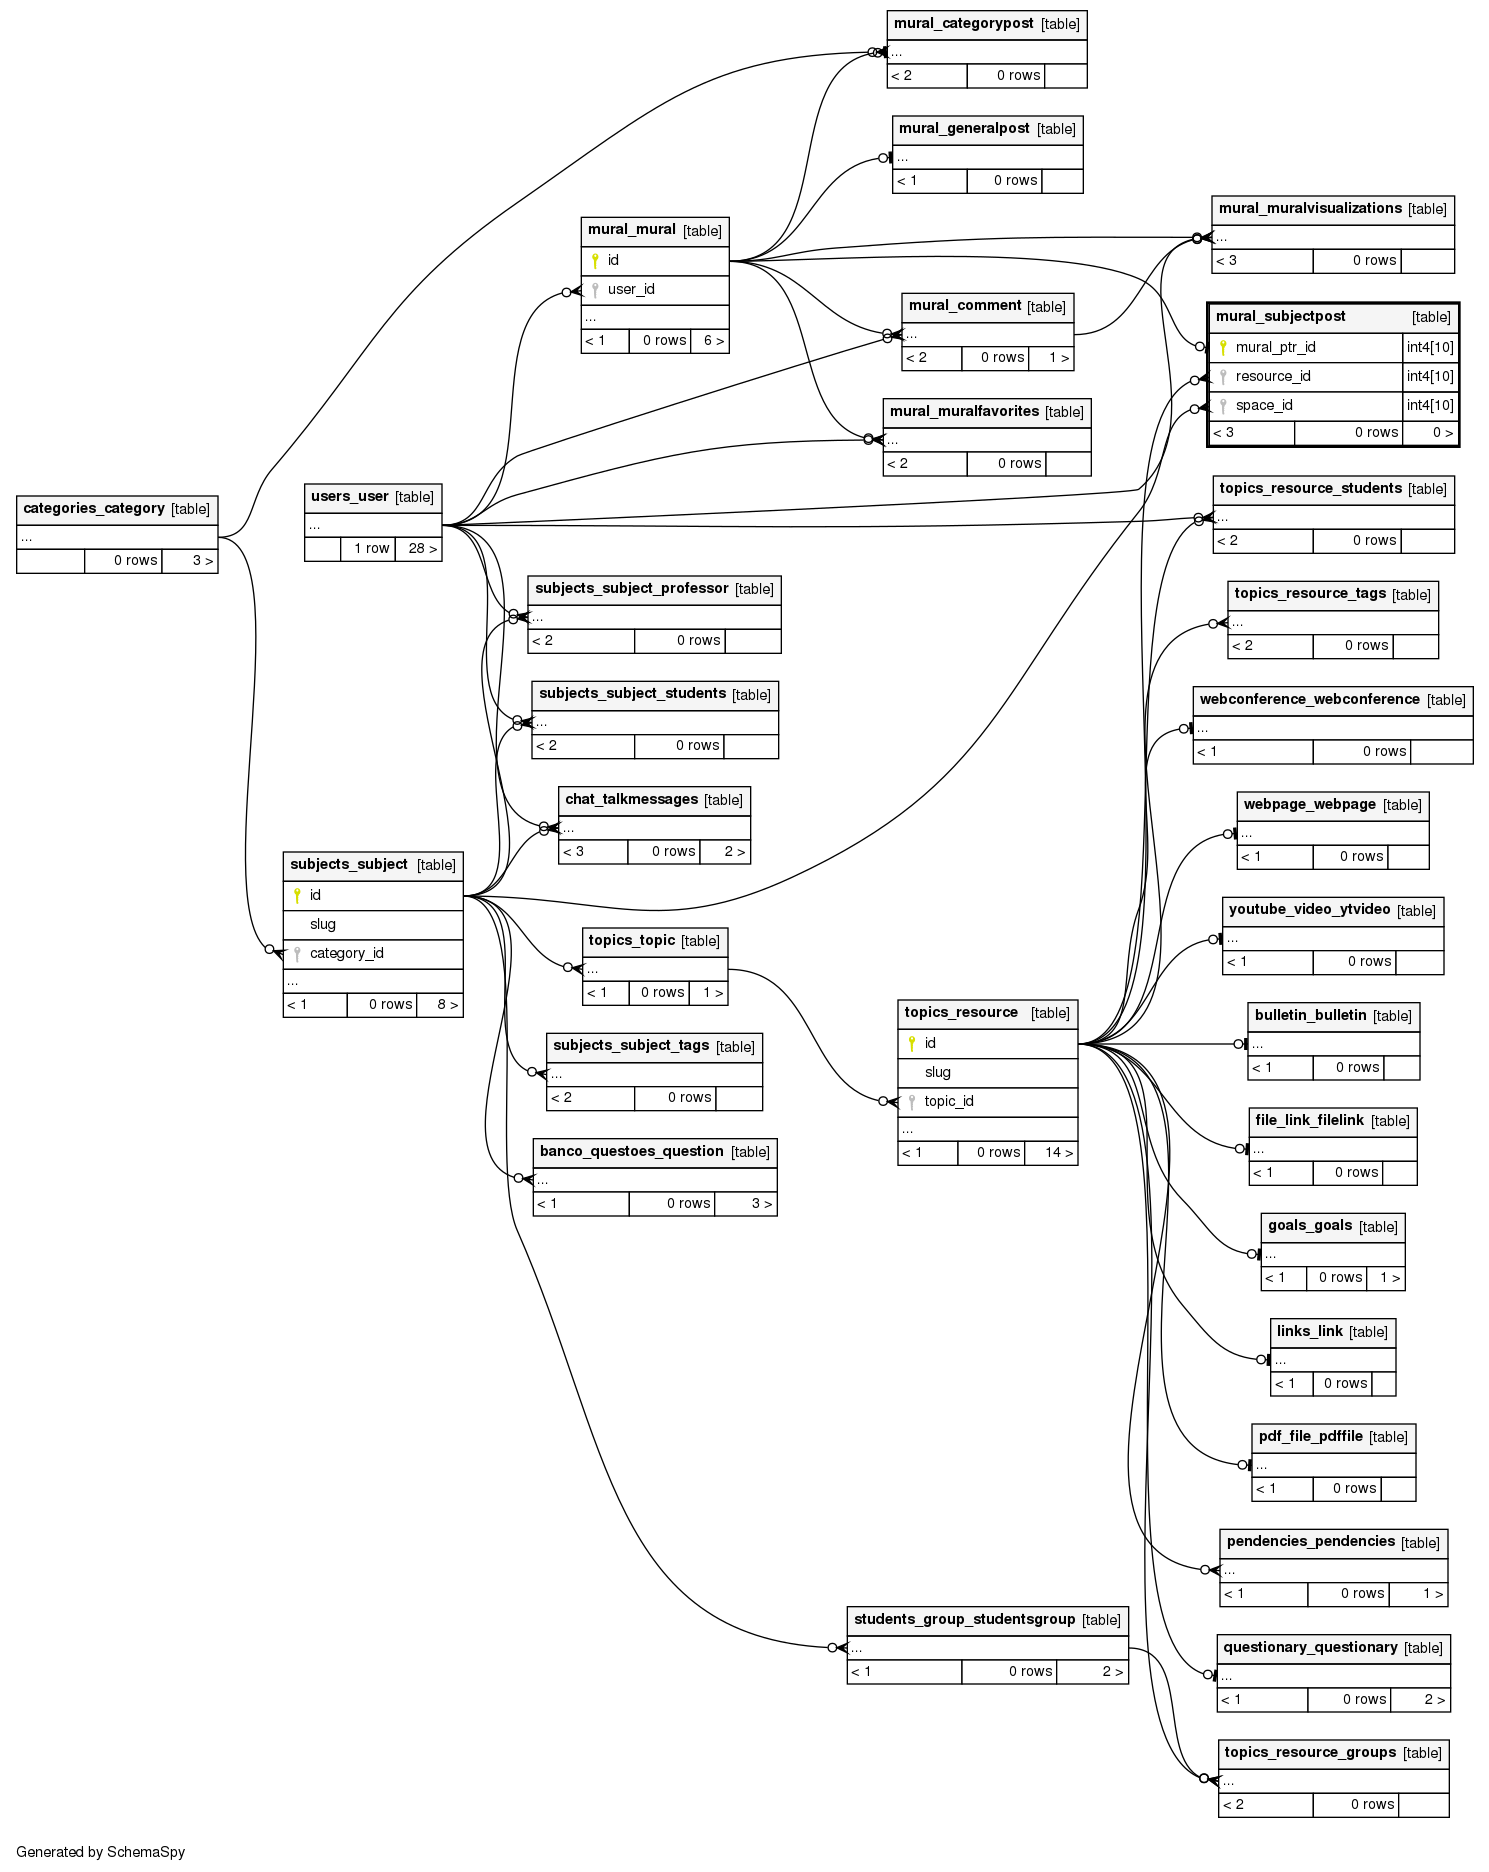 mural_categorypost [table]
...
< 2 0 rows
mural_generalpost [table]
...
< 1 0 rows
mural_muralvisualizations [table]
...
< 3 0 rows
mural_mural [table]
id
user_id
...
< 1 0 rows 6 >
mural_comment [table]
...
< 2 0 rows 1 >
mural_subjectpost [table]
mural_ptr_id int4[10]
resource_id int4[10]
space_id int4[10]
< 3 0 rows 0 >
mural_muralfavorites [table]
...
< 2 0 rows
categories_category [table]
...
0 rows 3 >
users_user [table]
...
1 row 28 >
topics_resource_students [table]
...
< 2 0 rows
subjects_subject_professor [table]
...
< 2 0 rows
topics_resource_tags [table]
...
< 2 0 rows
subjects_subject_students [table]
...
< 2 0 rows
webconference_webconference [table]
...
< 1 0 rows
chat_talkmessages [table]
...
< 3 0 rows 2 >
webpage_webpage [table]
...
< 1 0 rows
subjects_subject [table]
id
slug
category_id
...
< 1 0 rows 8 >
youtube_video_ytvideo [table]
...
< 1 0 rows
topics_topic [table]
...
< 1 0 rows 1 >
topics_resource [table]
id
slug
topic_id
...
< 1 0 rows 14 >
bulletin_bulletin [table]
...
< 1 0 rows
subjects_subject_tags [table]
...
< 2 0 rows
file_link_filelink [table]
...
< 1 0 rows
banco_questoes_question [table]
...
< 1 0 rows 3 >
goals_goals [table]
...
< 1 0 rows 1 >
links_link [table]
...
< 1 0 rows
pdf_file_pdffile [table]
...
< 1 0 rows
pendencies_pendencies [table]
...
< 1 0 rows 1 >
students_group_studentsgroup [table]
...
< 1 0 rows 2 >
questionary_questionary [table]
...
< 1 0 rows 2 >
topics_resource_groups [table]
...
< 2 0 rows
Generated by SchemaSpy